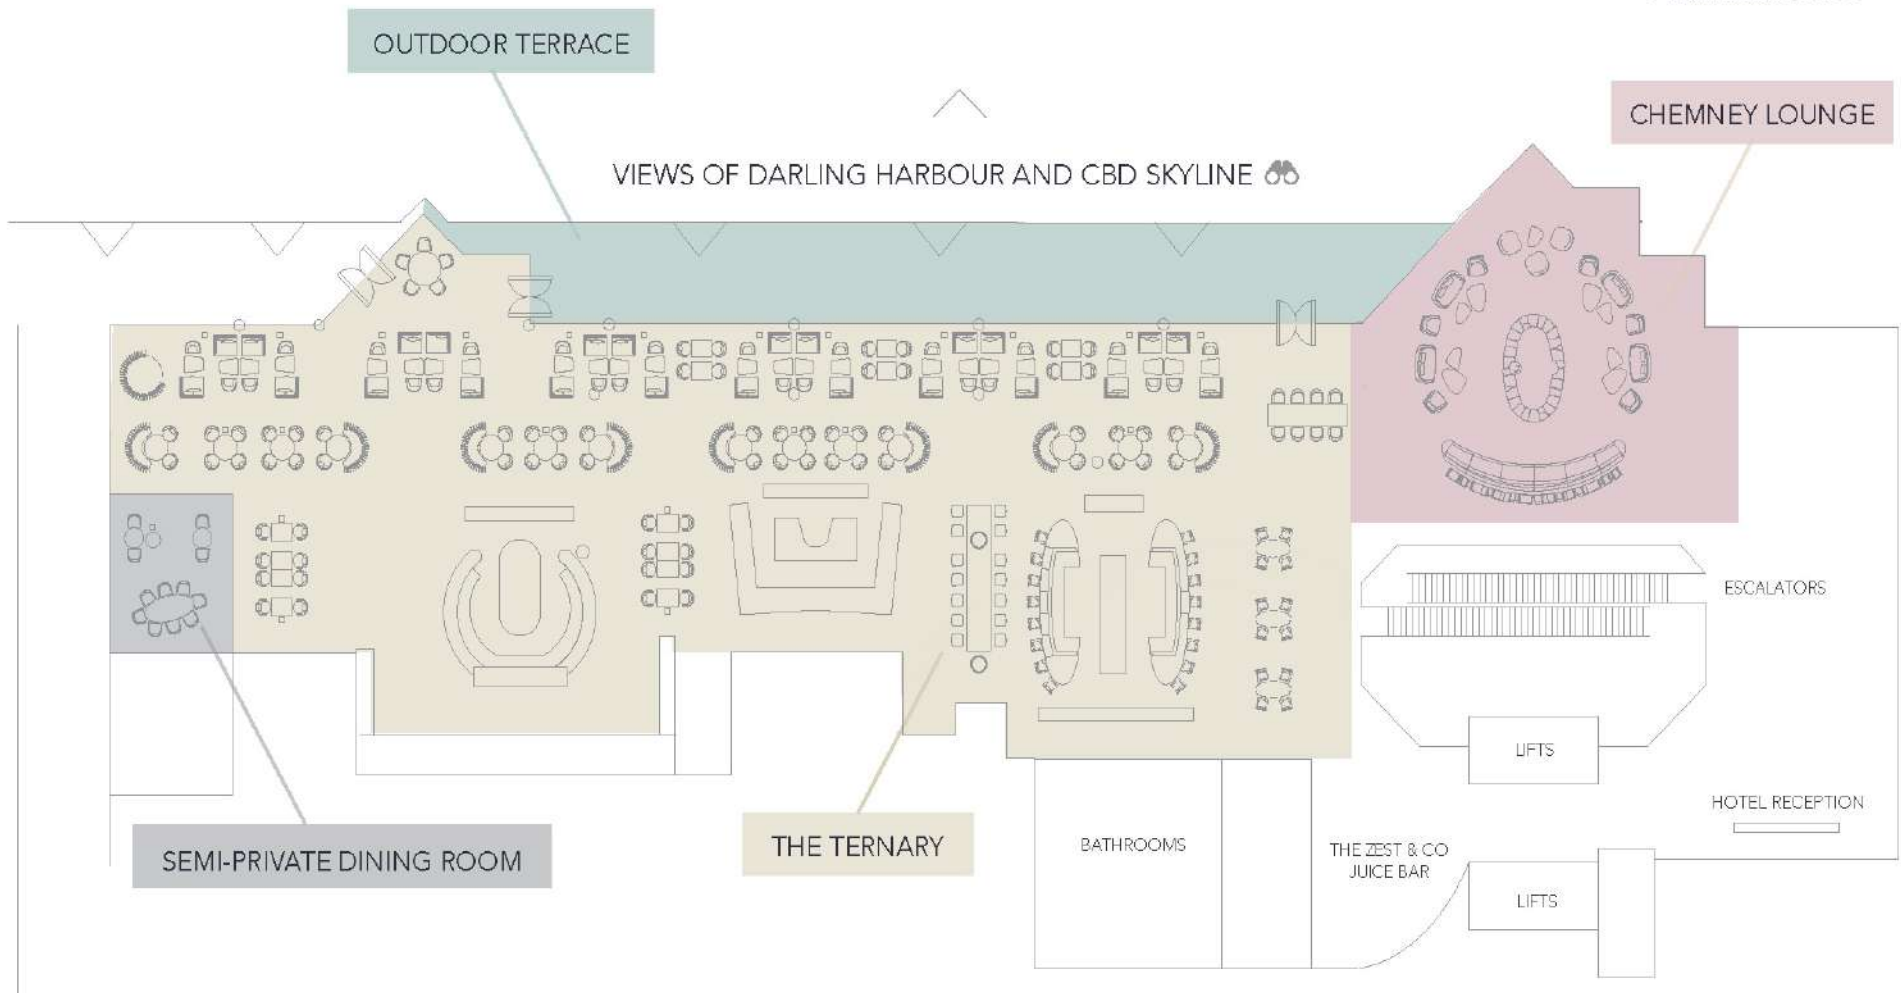 OUTDOOR TERRACE
CHEMNEY LOUNGE
VIEWS OF DARLING HARBOUR AND CBD SKYLINE
ESCALATORS
LIFTS
HOTEL RECEPTION
THE TERNARY
BATHROOMS
THE ZEST & CO
JUICE BAR
SEMI-PRIVATE DINING ROOM
LIFTS